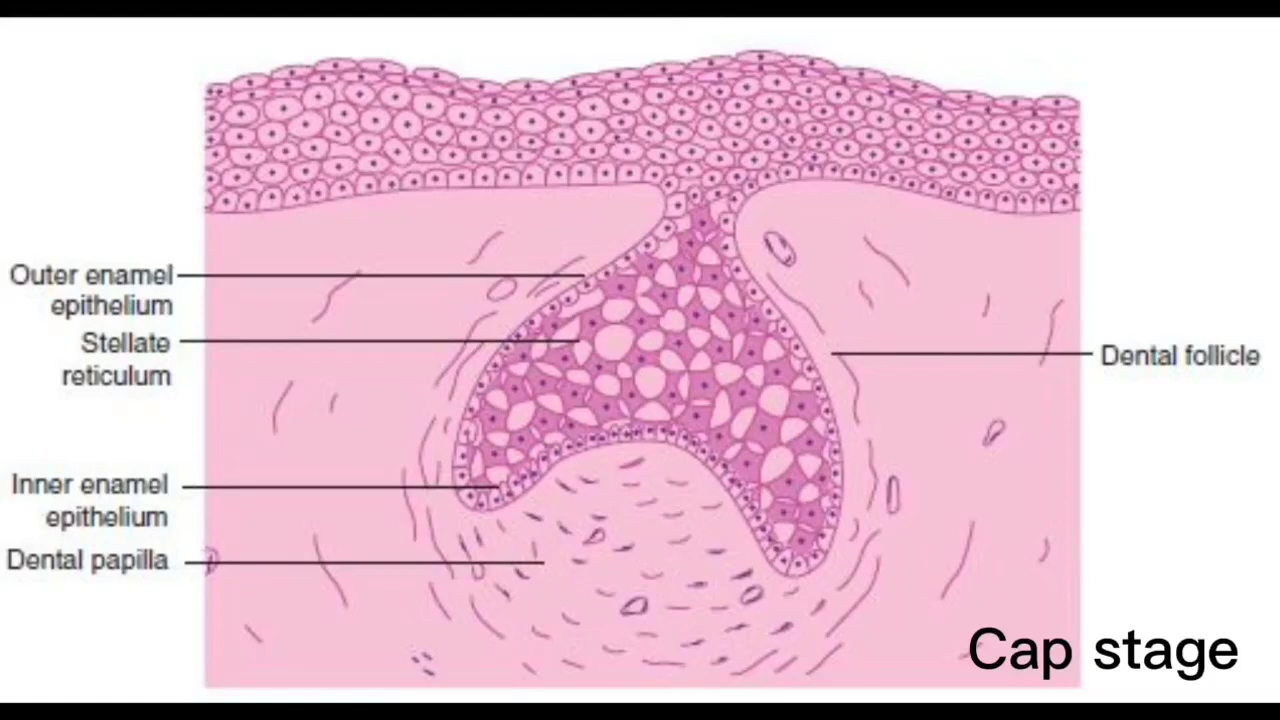 Outer enamel
epithelium
Stellate
reticulum
Dental follicle
Inner enamel
epithelium
Dental papilla
Cap stage